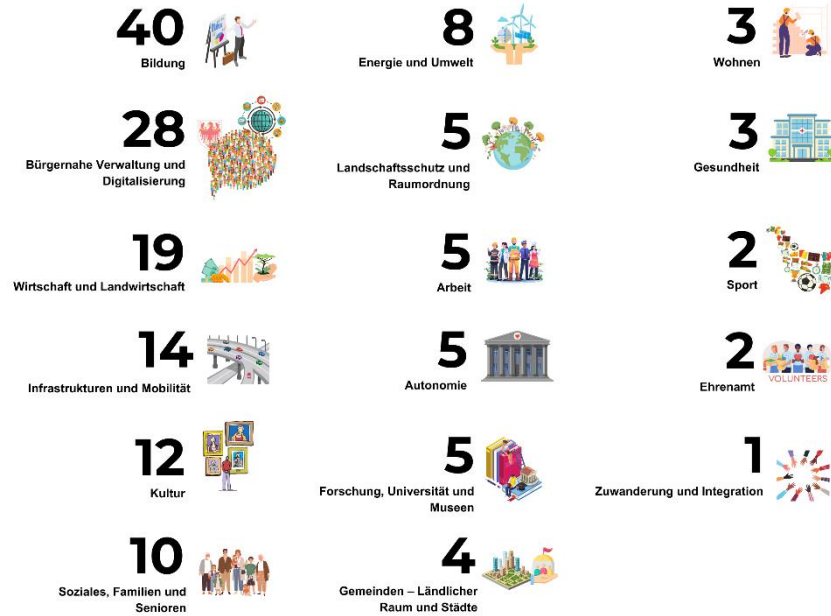 40
Bildung
28
Bürgernahe Verwaltung und
Digitalisierung
19
Wirtschaft und Landwirtschaft
14
Infrastrukturen und Mobilität
12
Kultur
10
Soziales, Familien und
Senioren
8
Energie und Umwelt
5
Landschaftsschutz und
Raumordnung
5
Arbeit
5
Autonomie
5
Forschung, Universität und
Museen
4
Gemeinden – Ländlicher
Raum und Städte
3
Wohnen
3
Gesundheit
2
Sport
2
Ehrenamt
VOLUNTEERS
1
Zuwanderung und Integration